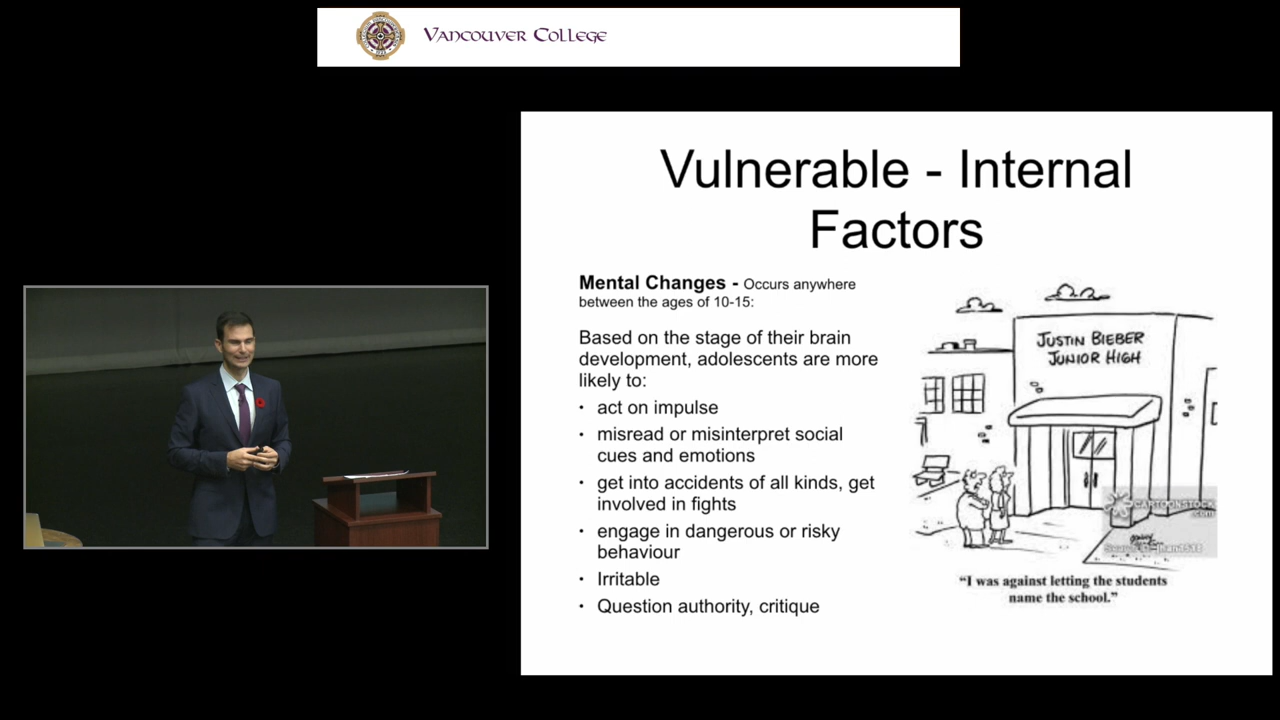 VANCOUVER COLLEGE
Vulnerable - Internal
Factors
Mental Changes - Occurs anywhere
between the ages of 10-15:
Based on the stage of their brain
development, adolescents are more
likely to:
• act on impulse
• misread or misinterpret social
cues and emotions
• get into accidents of all kinds, get
involved in fights
• engage in dangerous or risky
behaviour
• Irritable
• Question authority, critique
JUSTIN BIEBER
JUNIOR HIGH
CARTOONSTOCK
.com
"I was against letting the students
name the school."